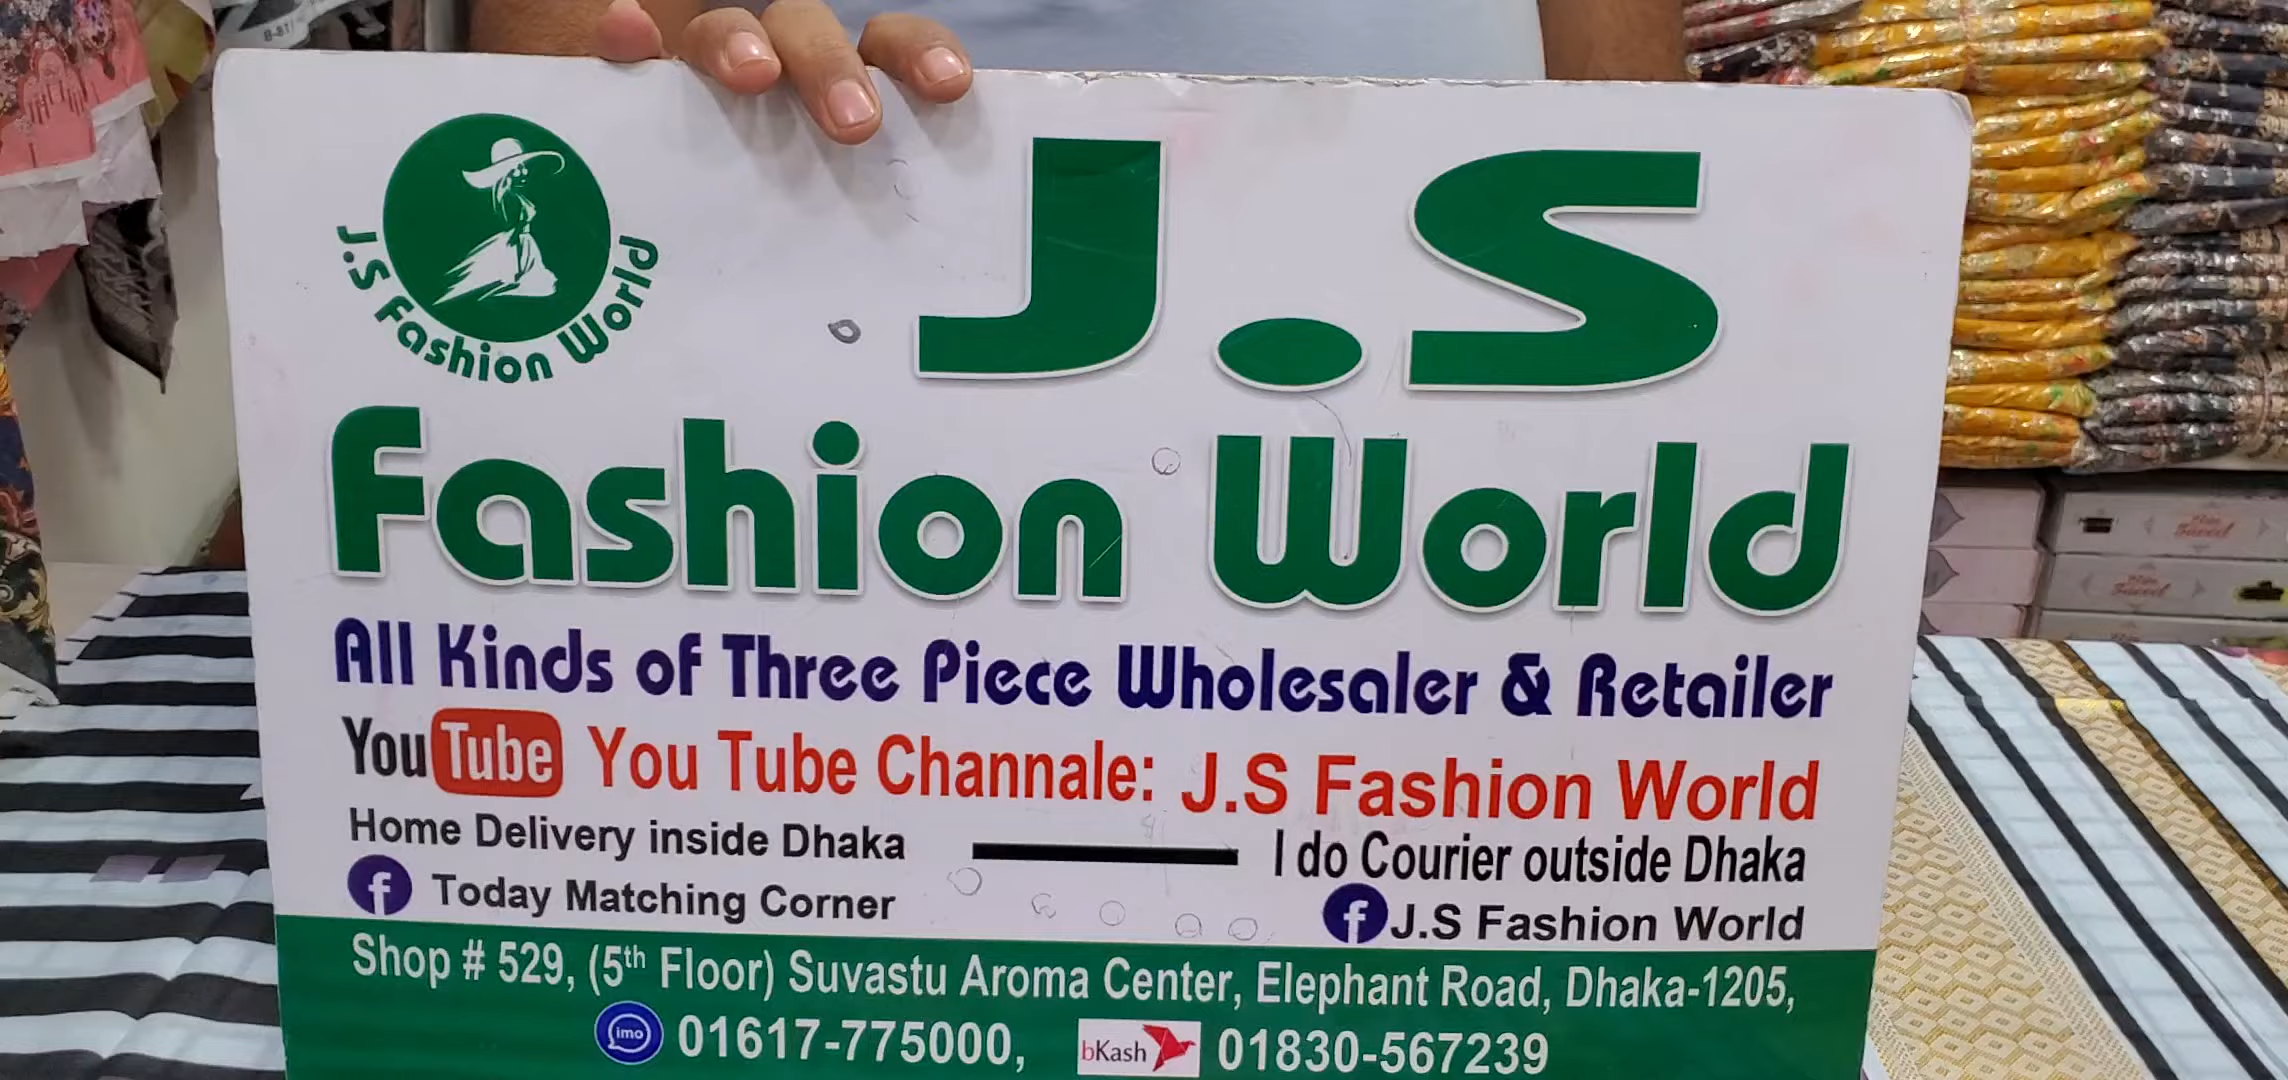 J.S Fashion World
J.S
Fashion World
All Kinds of Three Piece Wholesaler & Retailer
YouTube You Tube Channale: J.S Fashion World
Home Delivery inside Dhaka I do Courier outside Dhaka
f Today Matching Corner f J.S Fashion World
Shop # 529, (5th Floor) Suvastu Aroma Center, Elephant Road, Dhaka-1205,
imo 01617-775000, bKash 01830-567239